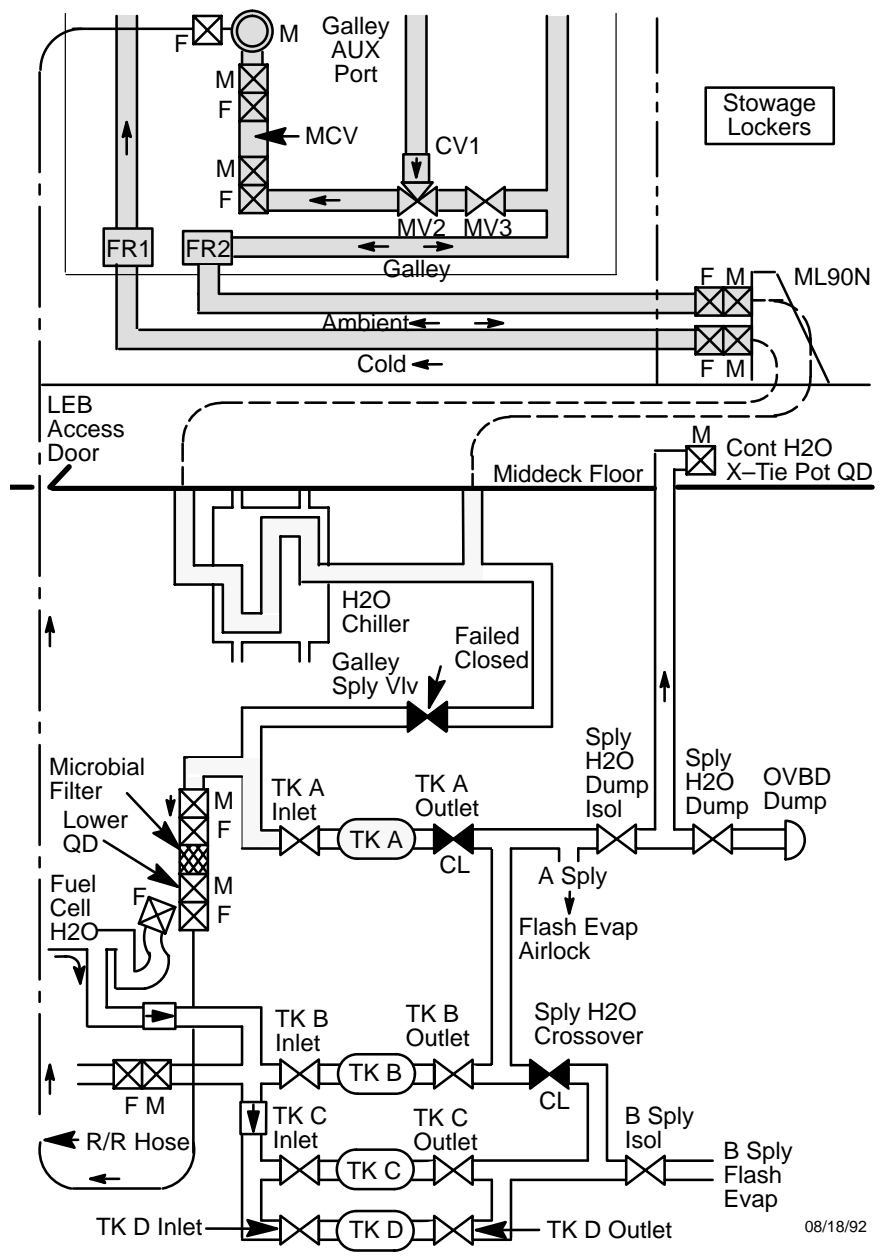 F
M
Galley
AUX
Port
Stowage
Lockers
M
F
MCV
CV1
M
F
MV2
MV3
FR1
FR2
Galley
F M
ML90N
Ambient
Cold
F M
LEB
Access
Door
M
Cont H2O
X–Tie Pot QD
Middeck Floor
H2O
Chiller
Failed
Closed
Galley
Sply Vlv
Sply
H2O
Dump
Isol
Sply
H2O
Dump
OVBD
Dump
Microbial
Filter
Lower
QD
M
F
TK A
Inlet
TK A
Outlet
TK A
CL
A Sply
Flash Evap
Airlock
Fuel
Cell
H2O
F
M
F
TK B
Inlet
TK B
Outlet
Sply H2O
Crossover
TK B
CL
F M
TK C
Inlet
TK C
Outlet
B Sply
Isol
R/R Hose
TK C
B Sply
Flash
Evap
TK D Inlet
TK D
TK D Outlet
08/18/92